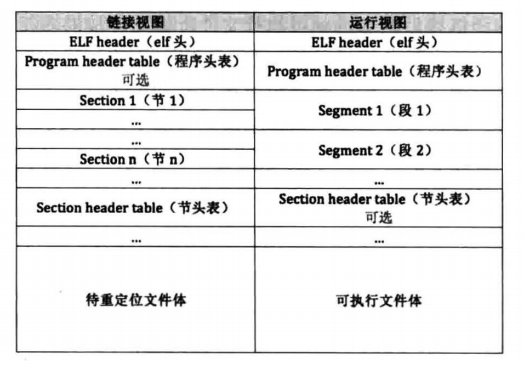 链接视图
运行视图
ELF header（elf 头）
ELF header（elf 头）
Program header table（程序头表）
可选
Program header table（程序头表）
Section 1（节 1）
Segment 1（段 1）
...
...
Segment 2（段 2）
Section n（节 n）
...
...
Section header table（节头表）
Section header table（节头表）
可选
...
...
待重定位文件体
可执行文件体